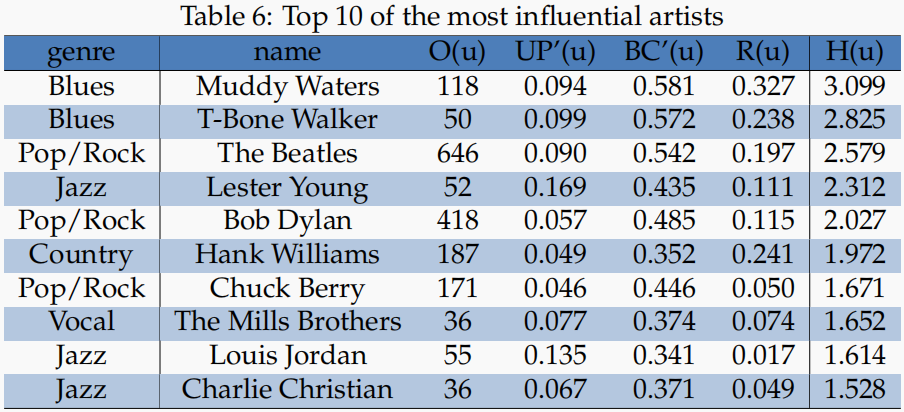 Table 6: Top 10 of the most influential artists
genre name O(u) UP’(u) BC’(u) R(u) H(u)
Blues Muddy Waters 118 0.094 0.581 0.327 3.099
Blues T-Bone Walker 50 0.099 0.572 0.238 2.825
Pop/Rock The Beatles 646 0.090 0.542 0.197 2.579
Jazz Lester Young 52 0.169 0.435 0.111 2.312
Pop/Rock Bob Dylan 418 0.057 0.485 0.115 2.027
Country Hank Williams 187 0.049 0.352 0.241 1.972
Pop/Rock Chuck Berry 171 0.046 0.446 0.050 1.671
Vocal The Mills Brothers 36 0.077 0.374 0.074 1.652
Jazz Louis Jordan 55 0.135 0.341 0.017 1.614
Jazz Charlie Christian 36 0.067 0.371 0.049 1.528